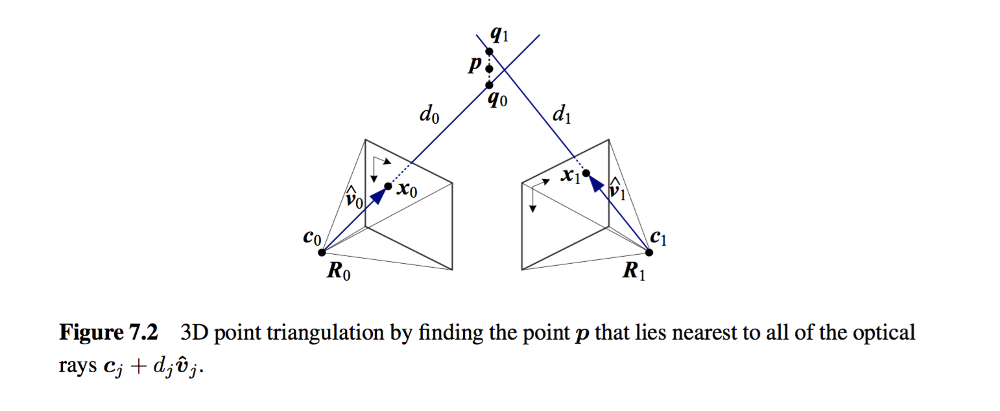 q₁
p
q₀
d₀
d₁
x₀
x₁
v̂₀
v̂₁
c₀
c₁
R₀
R₁
Figure 7.2 3D point triangulation by finding the point p that lies nearest to all of the optical
rays cⱼ + dⱼv̂ⱼ.